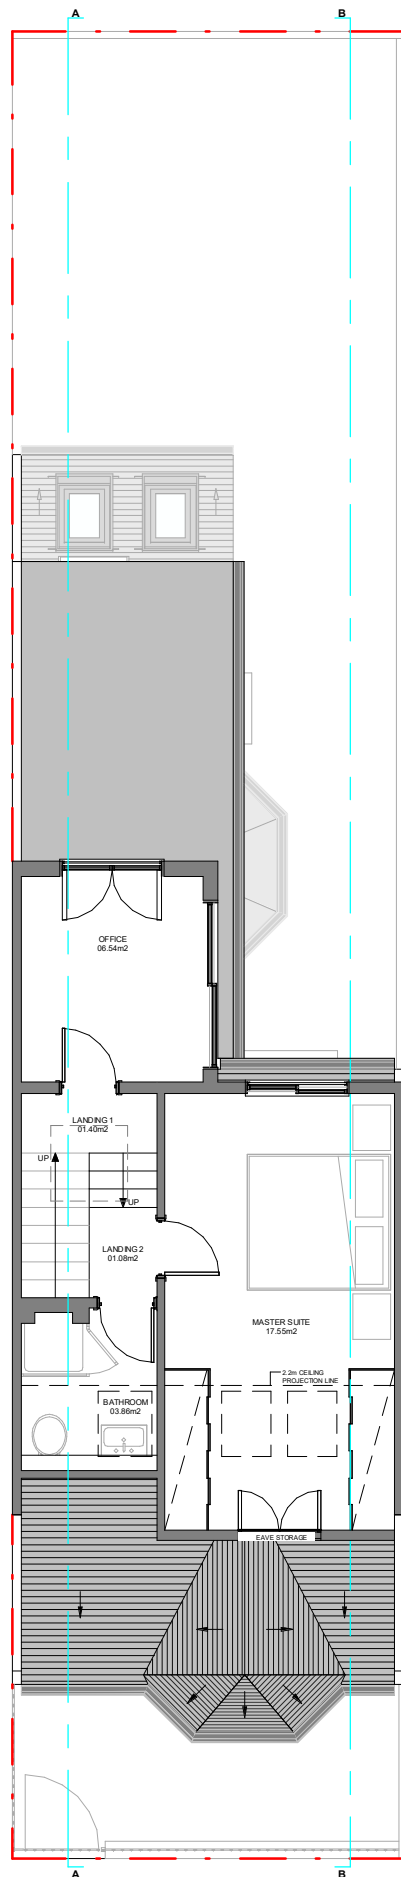 A
B
OFFICE
06.54m2
LANDING 1
01.40m2
UP
UP
LANDING 2
01.08m2
MASTER SUITE
17.55m2
2.2m CEILING
PROJECTION LINE
BATHROOM
03.86m2
EAVE STORAGE
A
B